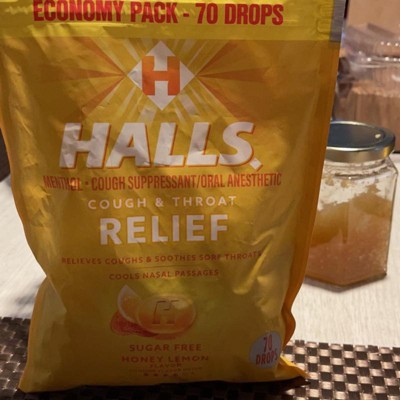 ECONOMY PACK - 70 DROPS
H
HALLS.
MENTHOL • COUGH SUPPRESSANT/ORAL ANESTHETIC
COUGH & THROAT
RELIEF
RELIEVES COUGHS & SOOTHES SORE THROATS
COOLS NASAL PASSAGES
H
SUGAR FREE
HONEY LEMON
FLAVOR
70
DROPS